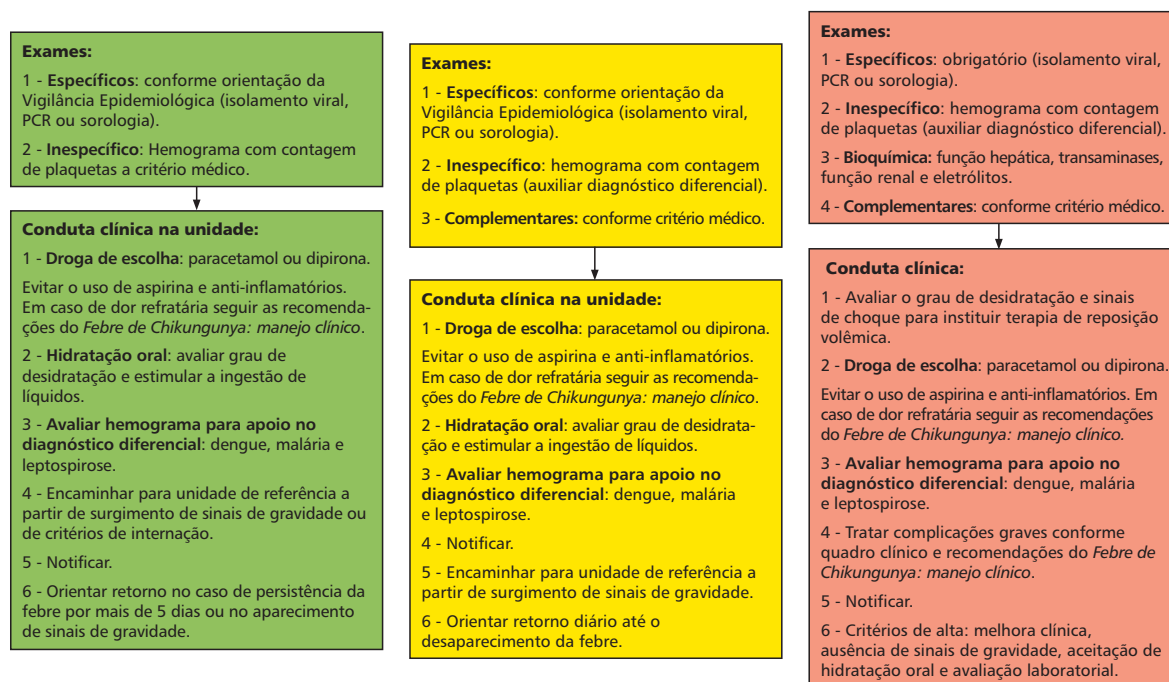 Exames:
1 - Específicos: conforme orientação da
Vigilância Epidemiológica (isolamento viral,
PCR ou sorologia).
2 - Inespecífico: Hemograma com contagem
de plaquetas a critério médico.
Conduta clínica na unidade:
1 - Droga de escolha: paracetamol ou dipirona.
Evitar o uso de aspirina e anti-inflamatórios.
Em caso de dor refratária seguir as recomenda-
ções do Febre de Chikungunya: manejo clínico.
2 - Hidratação oral: avaliar grau de
desidratação e estimular a ingestão de
líquidos.
3 - Avaliar hemograma para apoio no
diagnóstico diferencial: dengue, malária e
leptospirose.
4 - Encaminhar para unidade de referência a
partir de surgimento de sinais de gravidade ou
de critérios de internação.
5 - Notificar.
6 - Orientar retorno no caso de persistência da
febre por mais de 5 dias ou no aparecimento
de sinais de gravidade.
Exames:
1 - Específicos: conforme orientação da
Vigilância Epidemiológica (isolamento viral,
PCR ou sorologia).
2 - Inespecífico: hemograma com contagem
de plaquetas (auxiliar diagnóstico diferencial).
3 - Complementares: conforme critério médico.
Conduta clínica na unidade:
1 - Droga de escolha: paracetamol ou dipirona.
Evitar o uso de aspirina e anti-inflamatórios.
Em caso de dor refratária seguir as recomenda-
ções do Febre de Chikungunya: manejo clínico.
2 - Hidratação oral: avaliar grau de desidrata-
ção e estimular a ingestão de líquidos.
3 - Avaliar hemograma para apoio no
diagnóstico diferencial: dengue, malária
e leptospirose.
4 - Notificar.
5 - Encaminhar para unidade de referência a
partir de surgimento de sinais de gravidade.
6 - Orientar retorno diário até o
desaparecimento da febre.
Exames:
1 - Específicos: obrigatório (isolamento viral,
PCR ou sorologia).
2 - Inespecífico: hemograma com contagem
de plaquetas (auxiliar diagnóstico diferencial).
3 - Bioquímica: função hepática, transaminases,
função renal e eletrólitos.
4 - Complementares: conforme critério médico.
Conduta clínica:
1 - Avaliar o grau de desidratação e sinais
de choque para instituir terapia de reposição
volêmica.
2 - Droga de escolha: paracetamol ou dipirona.
Evitar o uso de aspirina e anti-inflamatórios. Em
caso de dor refratária seguir as recomendações
do Febre de Chikungunya: manejo clínico.
3 - Avaliar hemograma para apoio no
diagnóstico diferencial: dengue, malária
e leptospirose.
4 - Tratar complicações graves conforme
quadro clínico e recomendações do Febre de
Chikungunya: manejo clínico.
5 - Notificar.
6 - Critérios de alta: melhora clínica,
ausência de sinais de gravidade, aceitação de
hidratação oral e avaliação laboratorial.